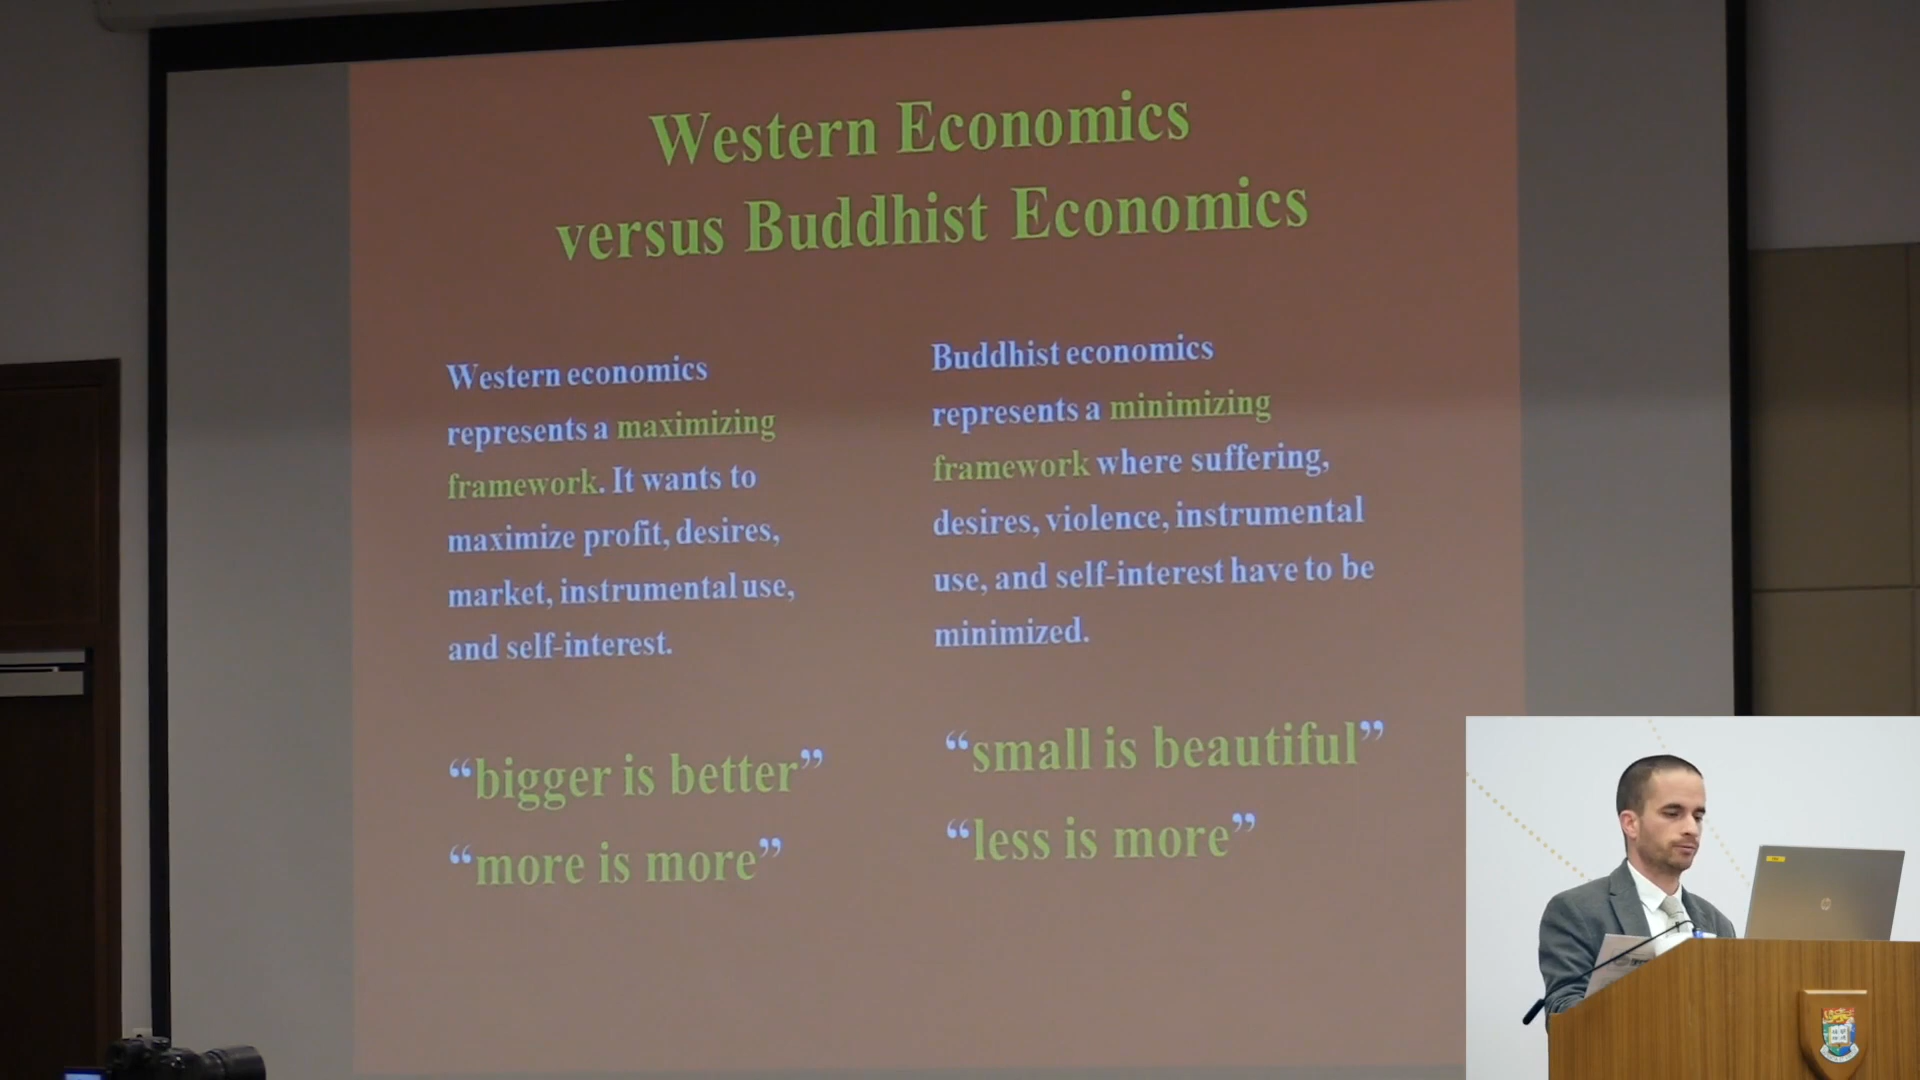 Western Economics
versus Buddhist Economics
Western economics
represents a maximizing
framework. It wants to
maximize profit, desires,
market, instrumental use,
and self-interest.
“bigger is better”
“more is more”
Buddhist economics
represents a minimizing
framework where suffering,
desires, violence, instrumental
use, and self-interest have to be
minimized.
“small is beautiful”
“less is more”
hp